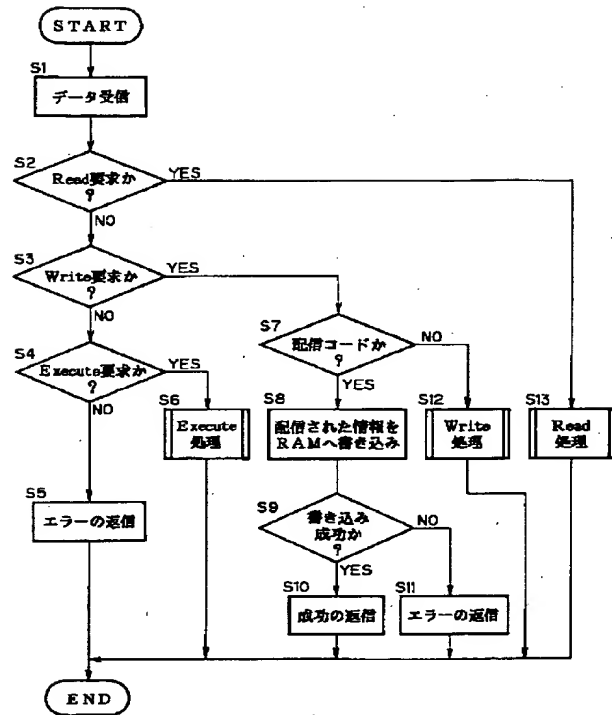 START
S1
データ受信
S2
Read要求か
?
YES
NO
S3
Write要求か
?
YES
NO
S7
配信コードか
?
NO
YES
S4
Execute要求か
?
YES
NO
S6
Execute
処理
S8
配信された情報を
RAMへ書き込み
S12
Write
処理
S13
Read
処理
S5
エラーの返信
S9
書き込み
成功か
?
NO
YES
S10
成功の返信
S11
エラーの返信
END